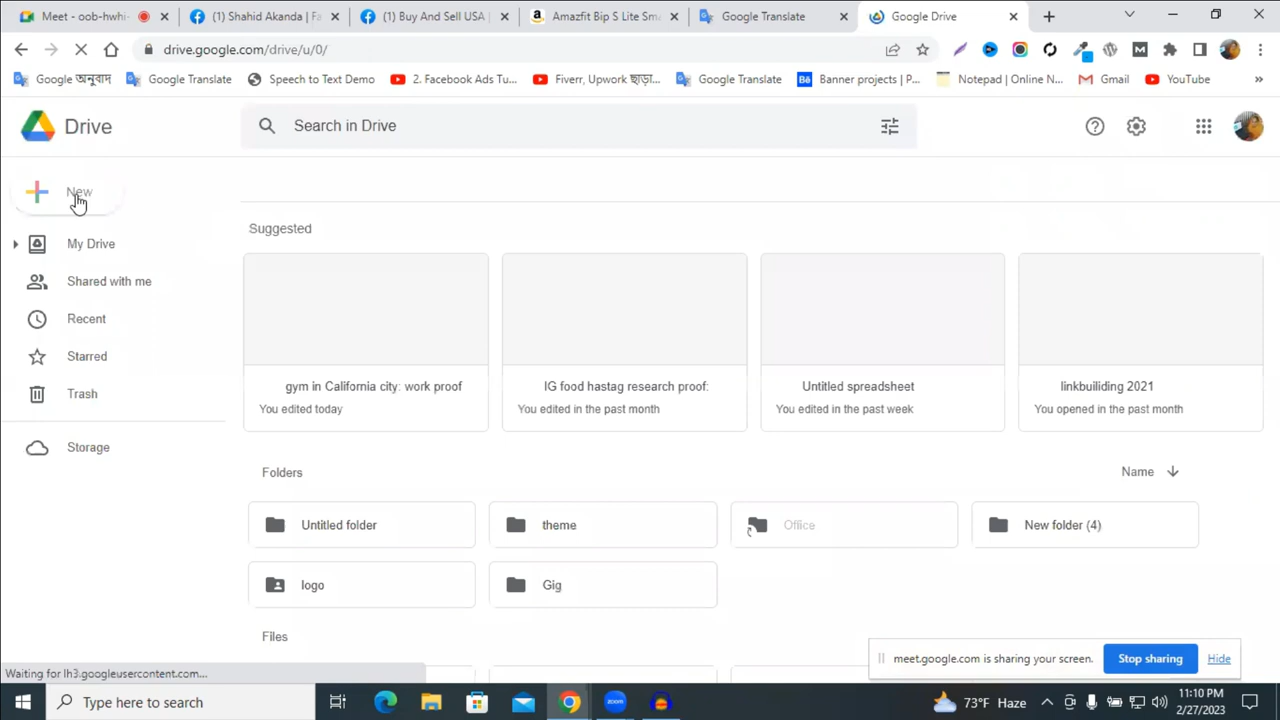 Meet - oob-whhi-
(1) Shahid Akanda | Fa
(1) Buy And Sell USA |
Amazfit Bip S Lite Sma
Google Translate
Google Drive
drive.google.com/drive/u/0/
Google অনুবাদ
Google Translate
Speech to Text Demo
2. Facebook Ads Tu...
Fiverr, Upwork ছাড়া...
Google Translate
Banner projects | P...
Notepad | Online N...
Gmail
YouTube
Drive
Search in Drive
New
My Drive
Shared with me
Recent
Starred
Trash
Storage
Suggested
gym in California city: work proof
You edited today
IG food hastag research proof:
You edited in the past month
Untitled spreadsheet
You edited in the past week
linkbuiliding 2021
You opened in the past month
Folders
Name
Untitled folder
theme
Office
New folder (4)
logo
Gig
Files
Waiting for lh3.googleusercontent.com...
meet.google.com is sharing your screen.
Stop sharing
Hide
Type here to search
zoom
73°F Haze
11:10 PM
2/27/2023